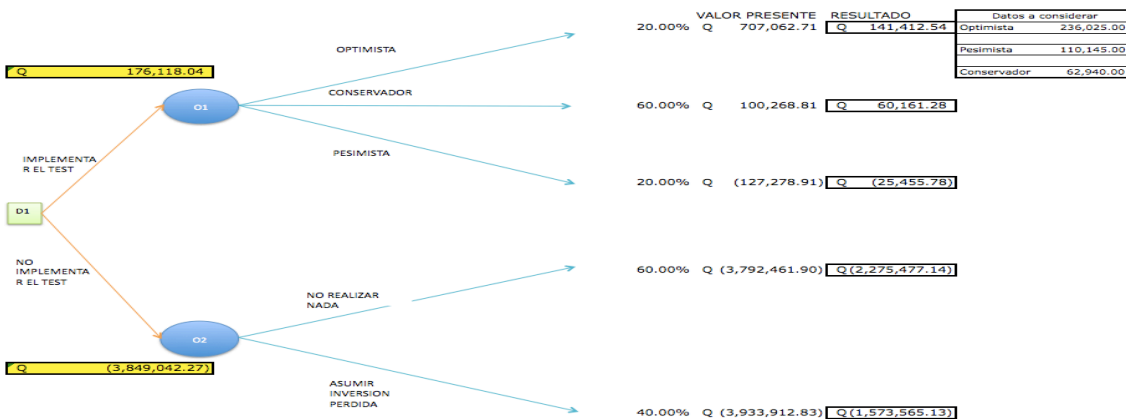 VALOR PRESENTE RESULTADO Datos a considerar
20.00% Q 707,062.71 Q 141,412.54 Optimista 236,025.00
OPTIMISTA
Pesimista 110,145.00
Q 176,118.04 Conservador 62,940.00
CONSERVADOR
O1 60.00% Q 100,268.81 Q 60,161.28
PESIMISTA
IMPLEMENTA
R EL TEST
20.00% Q (127,278.91) Q (25,455.78)
D1
NO
IMPLEMENTA
R EL TEST
60.00% Q (3,792,461.90) Q (2,275,477.14)
NO REALIZAR
NADA
O2
Q (3,849,042.27)
ASUMIR
INVERSION
PERDIDA
40.00% Q (3,933,912.83) Q (1,573,565.13)